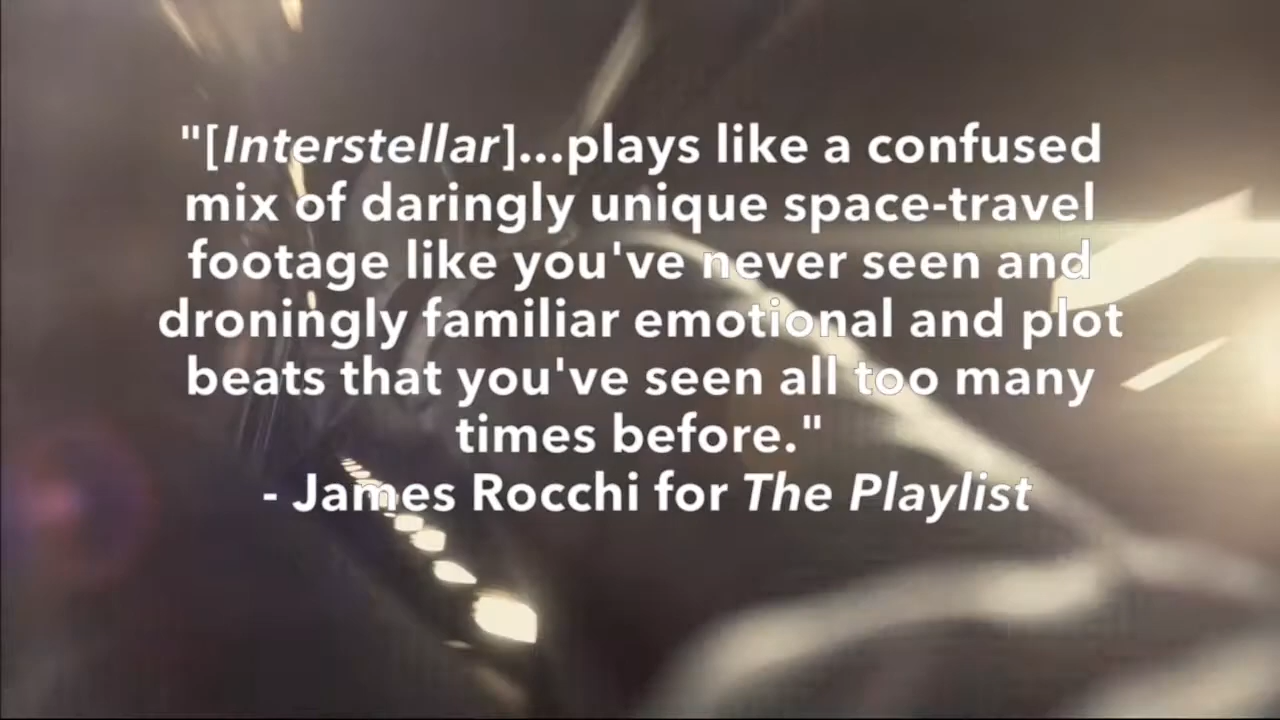 "[Interstellar]...plays like a confused
mix of daringly unique space-travel
footage like you've never seen and
droningly familiar emotional and plot
beats that you've seen all too many
times before."
- James Rocchi for The Playlist